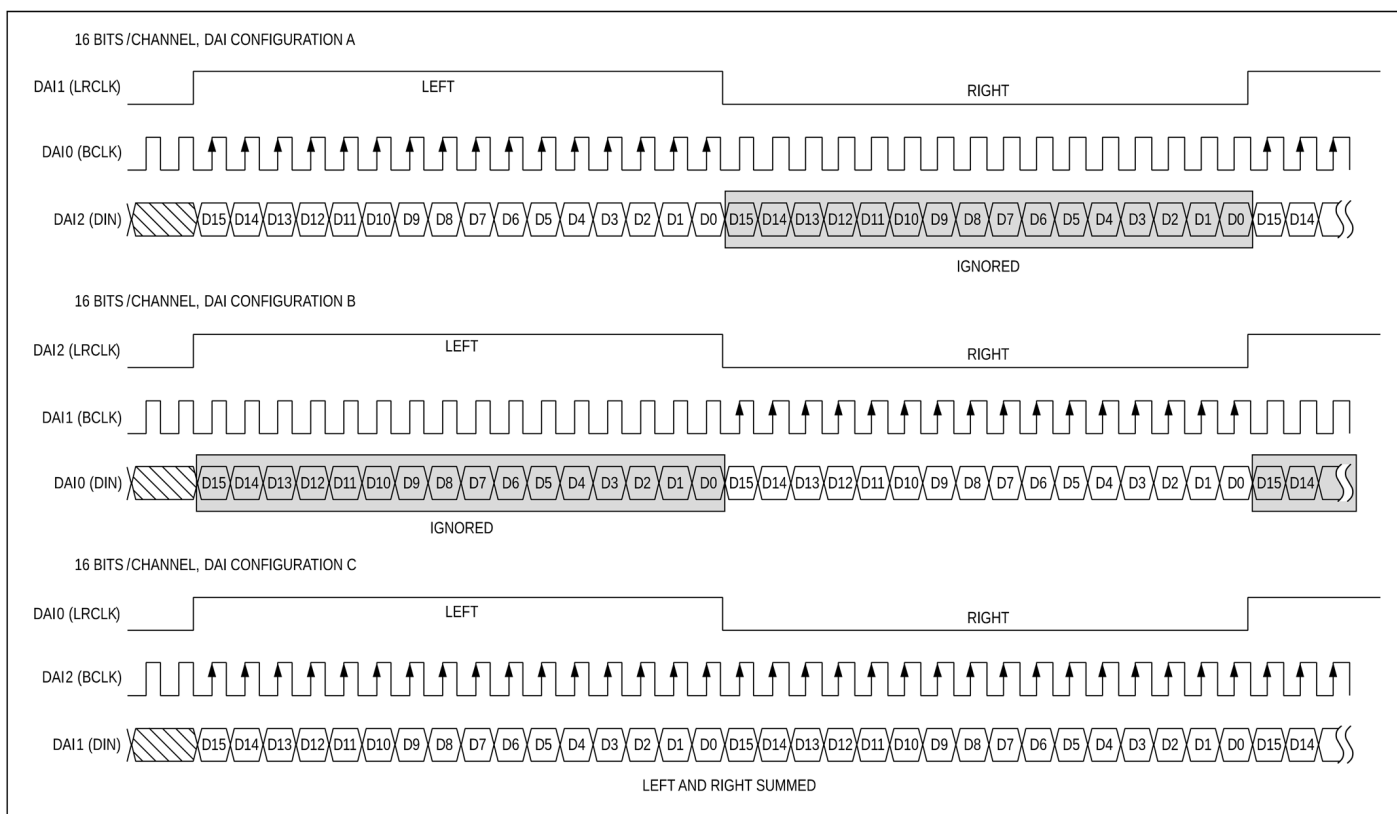 16 BITS/CHANNEL, DAI CONFIGURATION A
DAI1 (LRCLK) LEFT RIGHT
DAI0 (BCLK)
DAI2 (DIN) D15 D14 D13 D12 D11 D10 D9 D8 D7 D6 D5 D4 D3 D2 D1 D0 D15 D14 D13 D12 D11 D10 D9 D8 D7 D6 D5 D4 D3 D2 D1 D0 D15 D14
IGNORED
16 BITS/CHANNEL, DAI CONFIGURATION B
DAI2 (LRCLK) LEFT RIGHT
DAI1 (BCLK)
DAI0 (DIN) D15 D14 D13 D12 D11 D10 D9 D8 D7 D6 D5 D4 D3 D2 D1 D0 D15 D14 D13 D12 D11 D10 D9 D8 D7 D6 D5 D4 D3 D2 D1 D0 D15 D14
IGNORED
16 BITS/CHANNEL, DAI CONFIGURATION C
DAI0 (LRCLK) LEFT RIGHT
DAI2 (BCLK)
DAI1 (DIN) D15 D14 D13 D12 D11 D10 D9 D8 D7 D6 D5 D4 D3 D2 D1 D0 D15 D14 D13 D12 D11 D10 D9 D8 D7 D6 D5 D4 D3 D2 D1 D0 D15 D14
LEFT AND RIGHT SUMMED